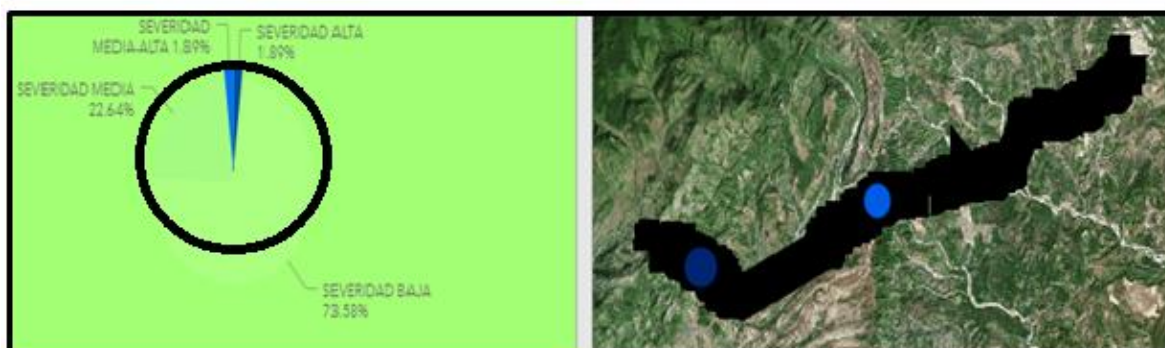 SEVERIDAD
MEDIA-ALTA 1.89%
SEVERIDAD ALTA
1.89%
SEVERIDAD MEDIA
22.64%
SEVERIDAD BAJA
73.58%